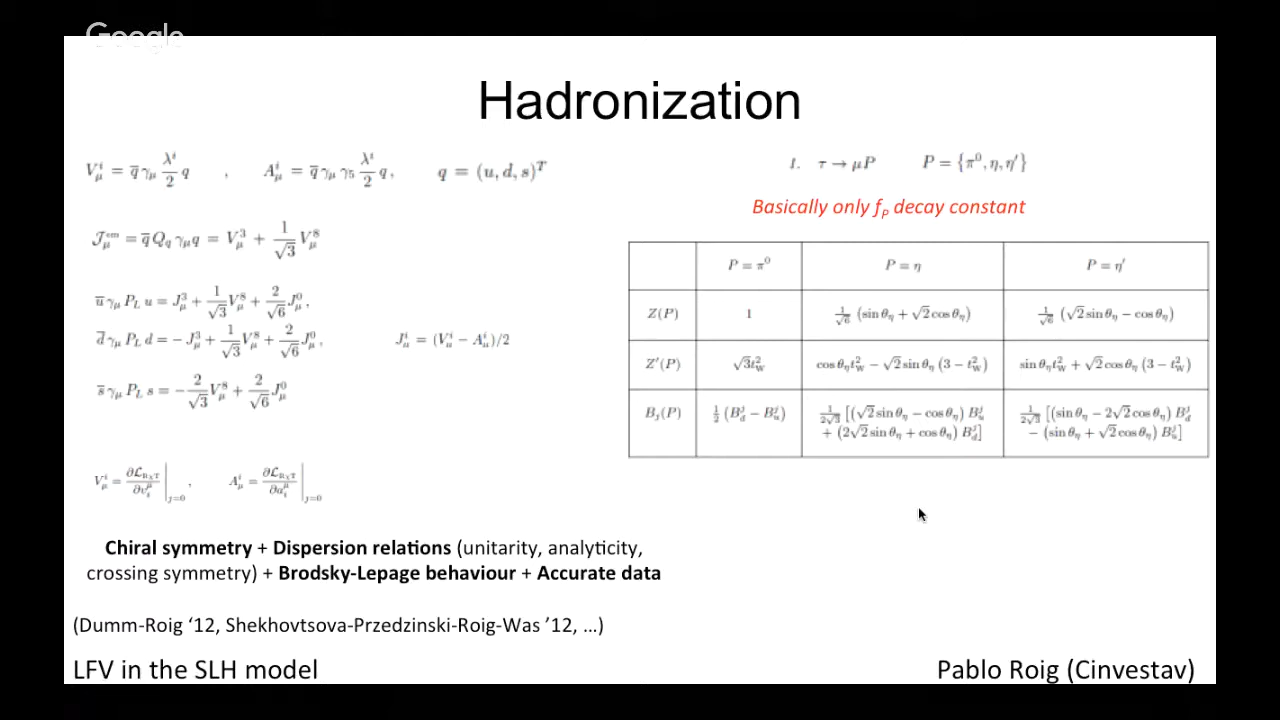 Google
Hadronization
V^i_μ = q̅ γ_μ λ^i/2 q , A^i_μ = q̅ γ_μ γ_5 λ^i/2 q, q = (u, d, s)^T
J^em_μ = q̅ Q_q γ_μ q = V^3_μ + 1/√3 V^8_μ
u̅ γ_μ P_L u = J^3_μ + 1/√3 V^8_μ + 2/√6 J^0_μ,
d̅ γ_μ P_L d = − J^3_μ + 1/√3 V^8_μ + 2/√6 J^0_μ, J^i_μ = (V^i_μ − A^i_μ)/2
s̅ γ_μ P_L s = − 2/√3 V^8_μ + 2/√6 J^0_μ
V^i_μ = ∂L_RχT/∂v^μ_i |_j=0 , A^i_μ = ∂L_RχT/∂a^μ_i |_j=0
Chiral symmetry + Dispersion relations (unitarity, analyticity,
crossing symmetry) + Brodsky-Lepage behaviour + Accurate data
(Dumm-Roig ‘12, Shekhovtsova-Przedzinski-Roig-Was ’12, …)
1. τ → μP P = {π^0, η, η′}
Basically only f_P decay constant
P = π^0 P = η P = η′
Z(P) 1 1/√6 (sin θ_η + √2 cos θ_η) 1/√6 (√2 sin θ_η − cos θ_η)
Z′(P) √3t^2_W cos θ_η t^2_W − √2 sin θ_η (3 − t^2_W) sin θ_η t^2_W + √2 cos θ_η (3 − t^2_W)
B_j(P) 1/2 (B^j_d − B^j_u) 1/2√3 [(√2 sin θ_η − cos θ_η) B^j_u 1/2√3 [(sin θ_η − 2√2 cos θ_η) B^j_d
+ (2√2 sin θ_η + cos θ_η) B^j_d] − (sin θ_η + √2 cos θ_η) B^j_u]
LFV in the SLH model
Pablo Roig (Cinvestav)